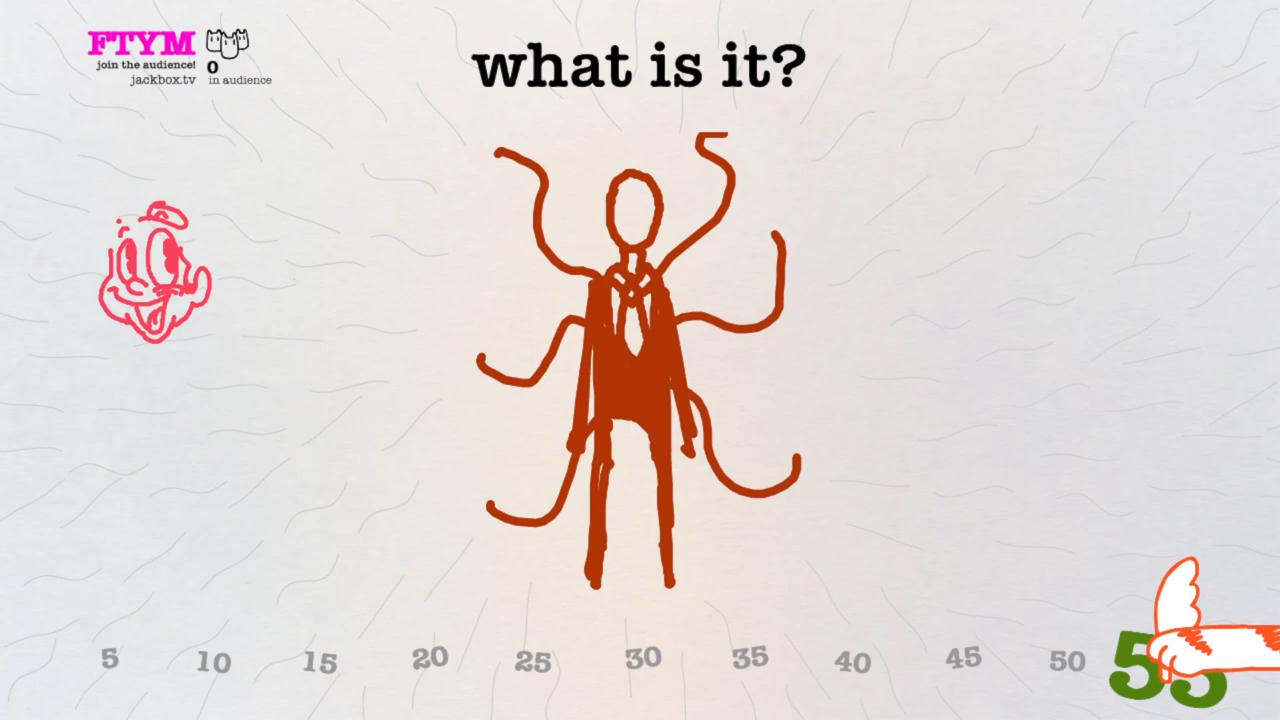 FTYM
join the audience!
jackbox.tv
0
in audience
what is it?
5 10 15 20 25 30 35 40 45 50 55